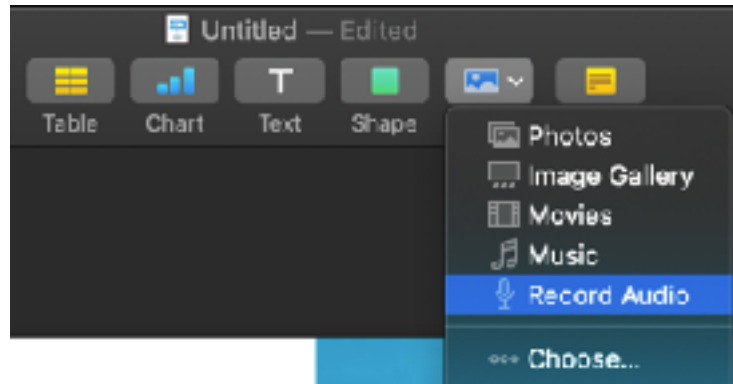 Untitled — Edited
Table Chart Text Shape
Photos
Image Gallery
Movies
Music
Record Audio
Choose...